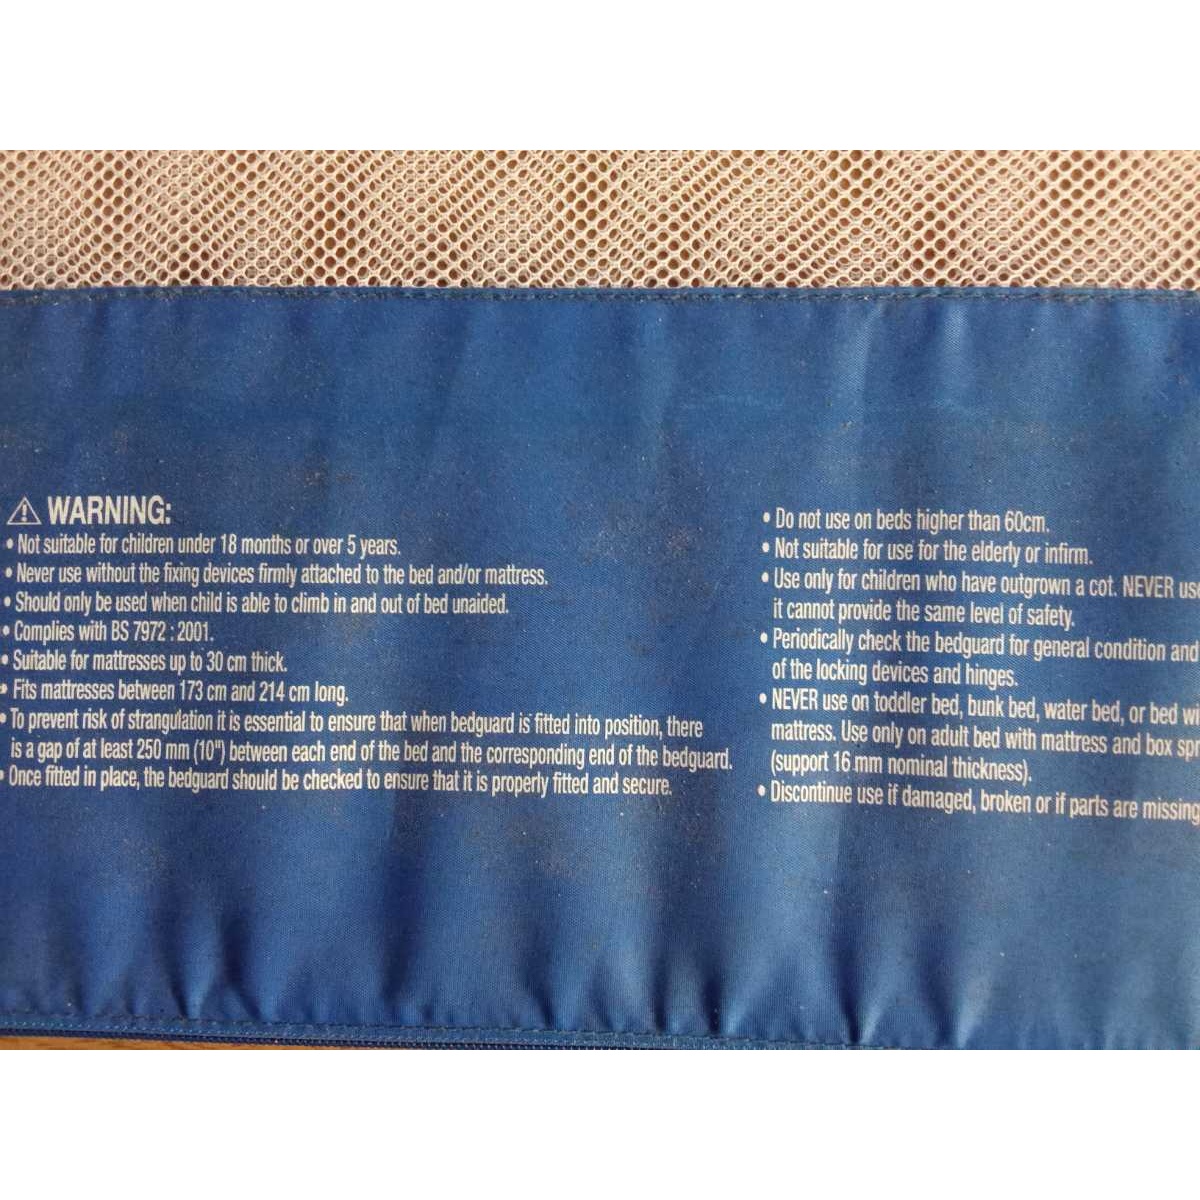 WARNING:
• Not suitable for children under 18 months or over 5 years.
• Never use without the fixing devices firmly attached to the bed and/or mattress.
• Should only be used when child is able to climb in and out of bed unaided.
• Complies with BS 7972 : 2001.
• Suitable for mattresses up to 30 cm thick.
• Fits mattresses between 173 cm and 214 cm long.
• To prevent risk of strangulation it is essential to ensure that when bedguard is fitted into position, there
is a gap of at least 250 mm (10") between each end of the bed and the corresponding end of the bedguard.
• Once fitted in place, the bedguard should be checked to ensure that it is properly fitted and secure.
• Do not use on beds higher than 60cm.
• Not suitable for use for the elderly or infirm.
• Use only for children who have outgrown a cot. NEVER
it cannot provide the same level of safety.
• Periodically check the bedguard for general condition and
of the locking devices and hinges.
• NEVER use on toddler bed, bunk bed, water bed, or bed
mattress. Use only on adult bed with mattress and box
(support 16 mm nominal thickness).
• Discontinue use if damaged, broken or if parts are missing